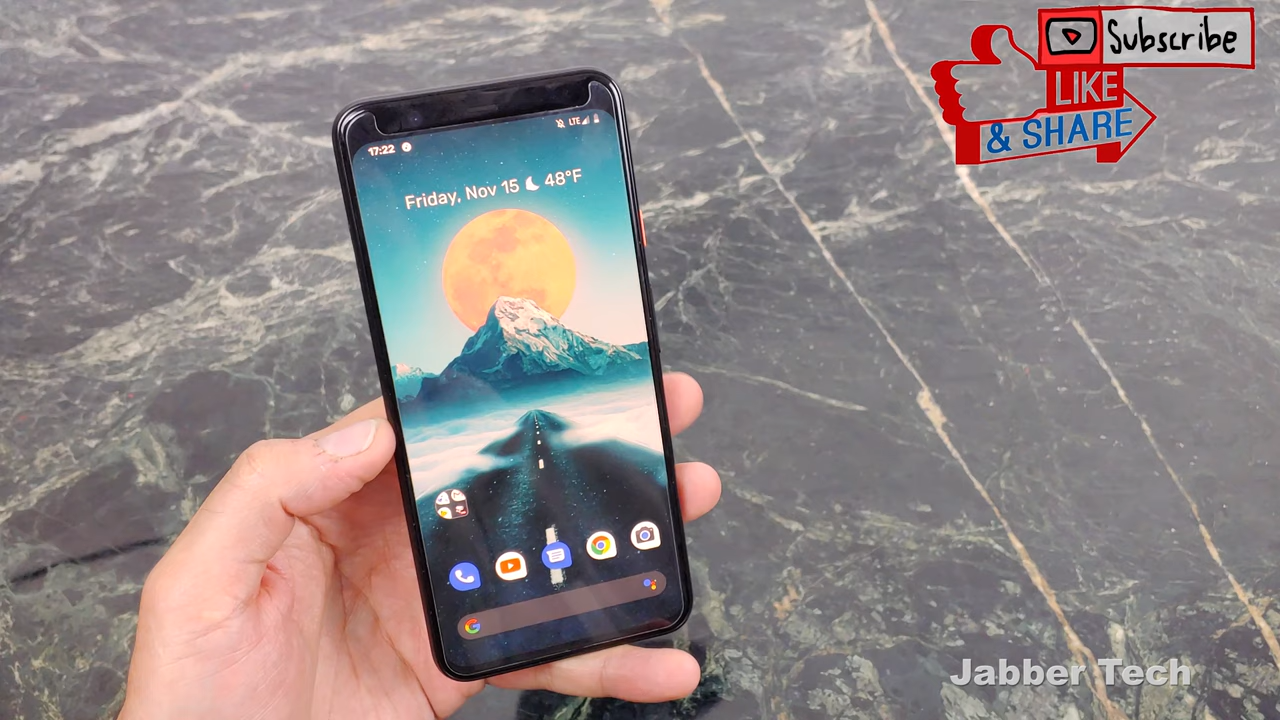 Subscribe
LIKE
& SHARE
17:22
LTE
Friday, Nov 15 48°F
G
Jabber Tech